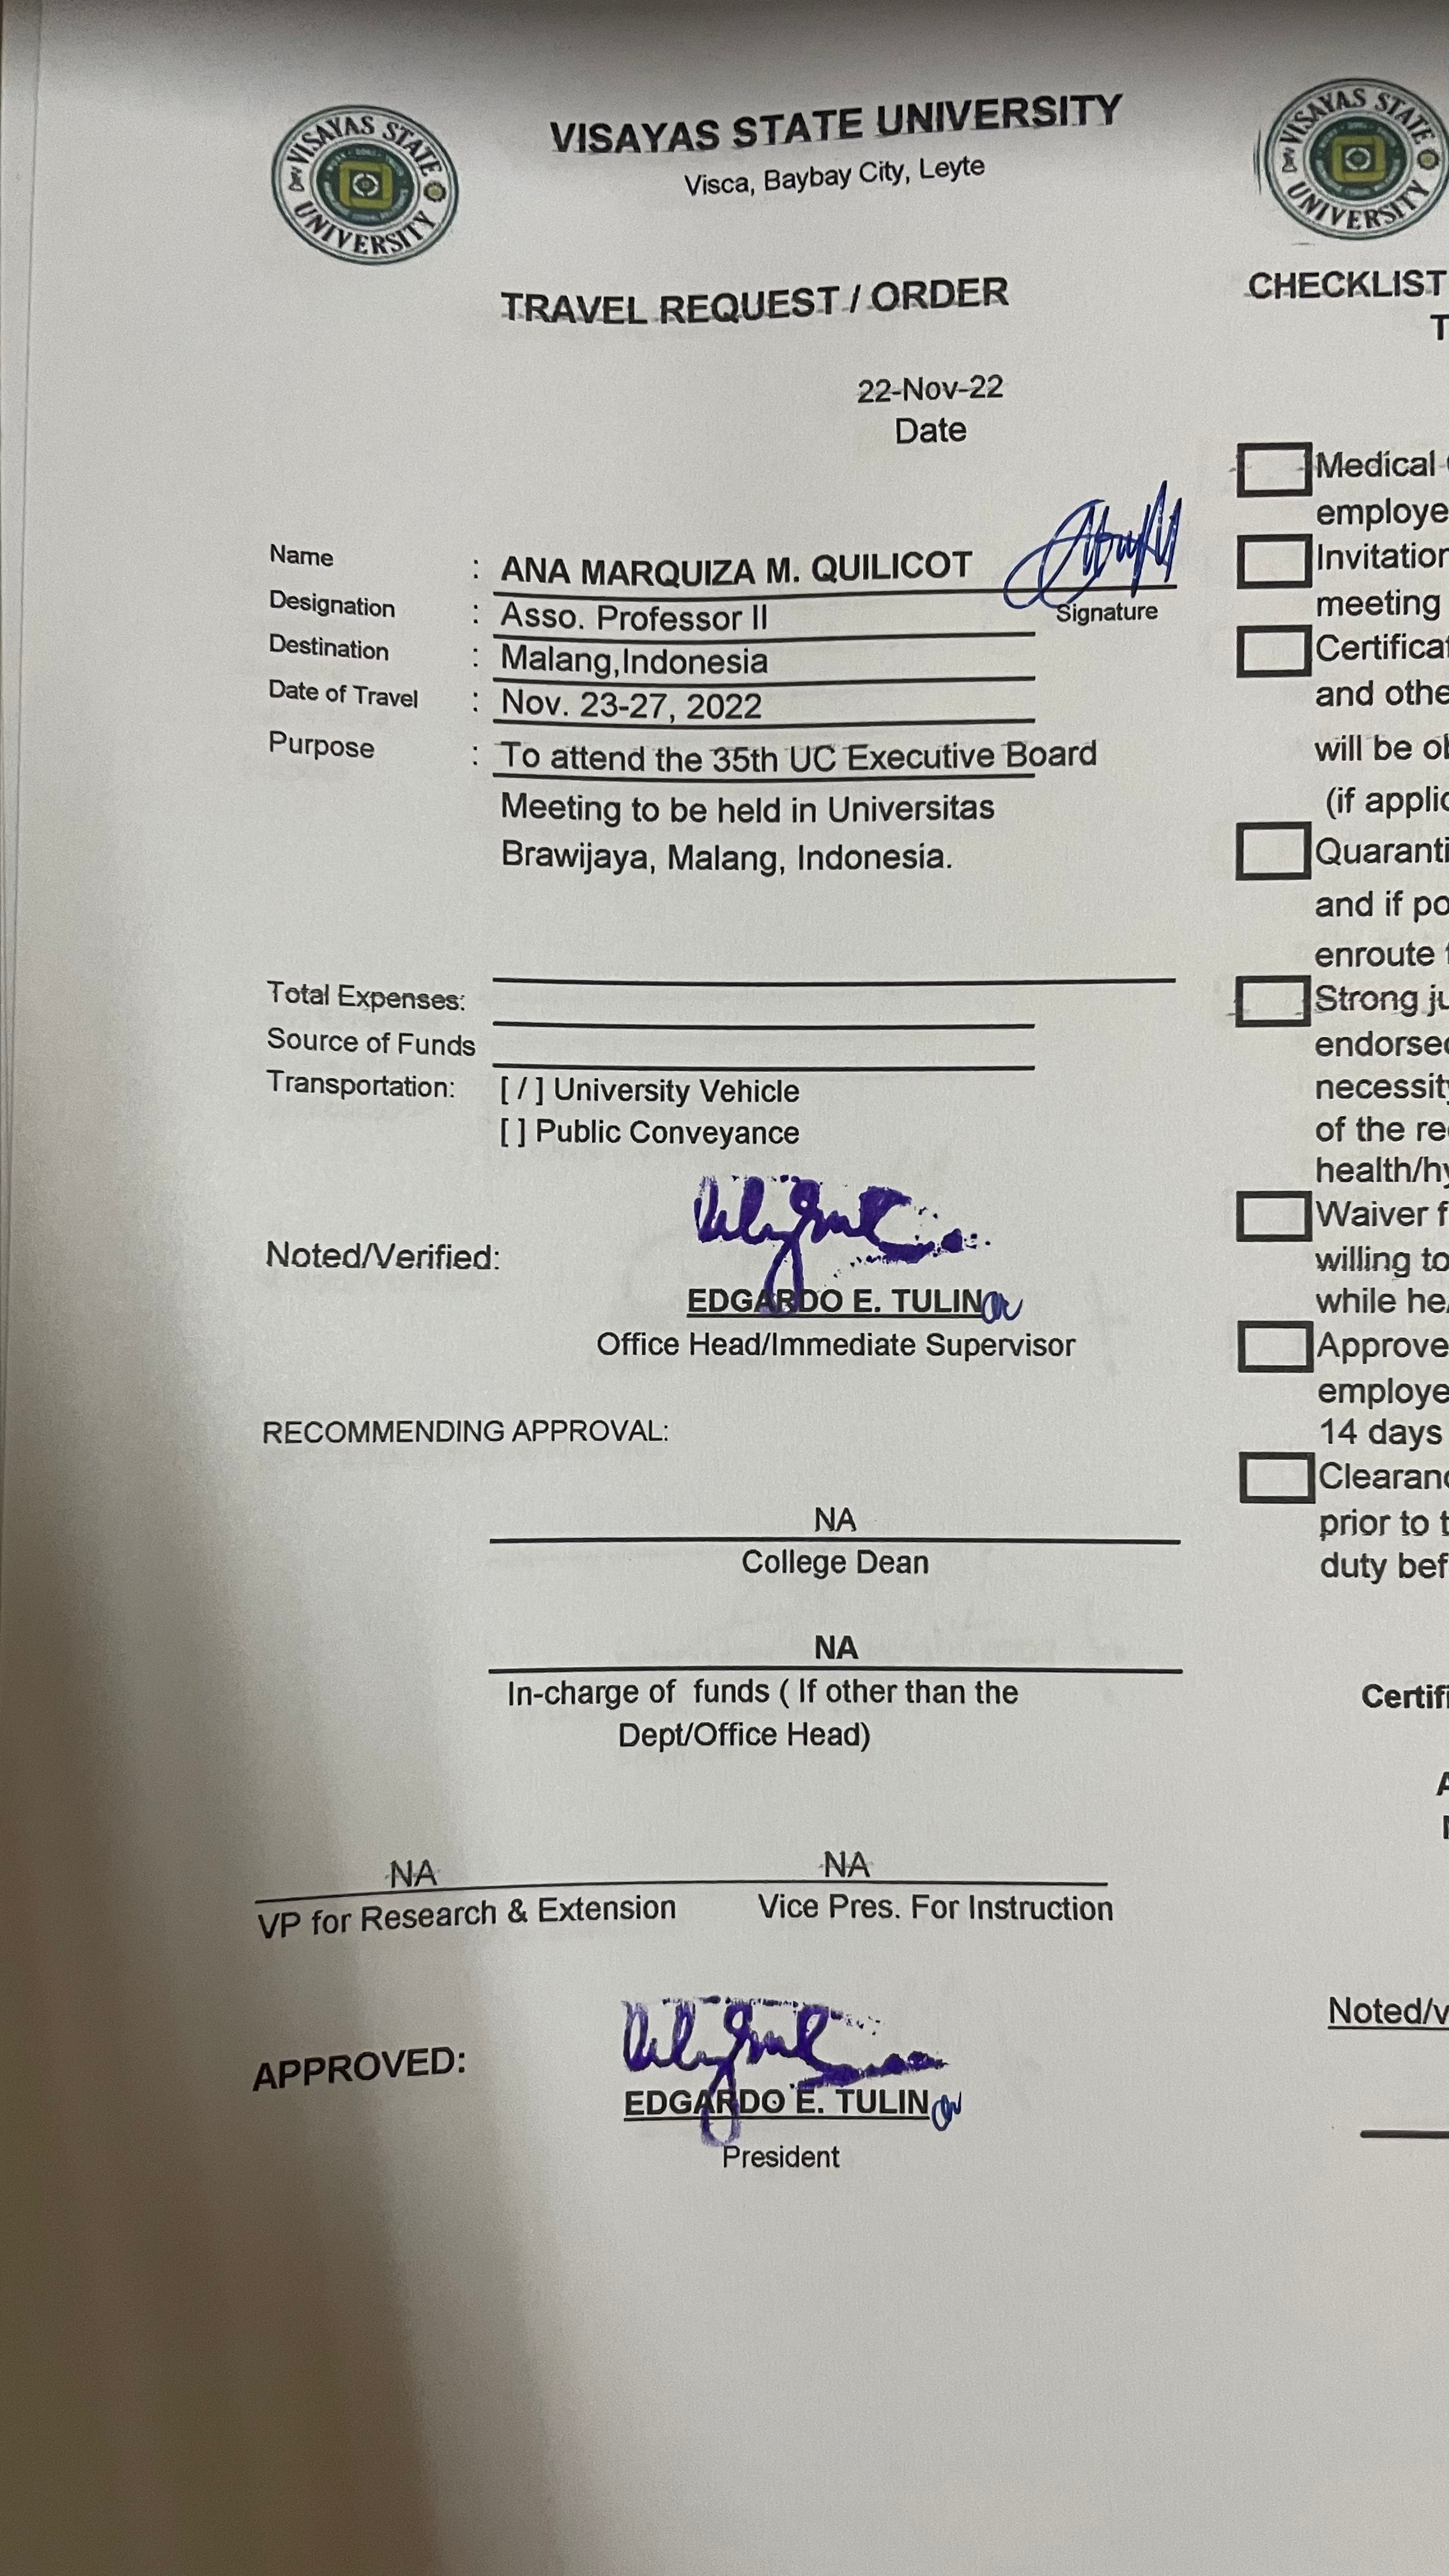 VISAYAS STATE UNIVERSITY
VISAYAS STATE UNIVERSITY
Visca, Baybay City, Leyte
TRAVEL REQUEST / ORDER
22-Nov-22
Date
Name : ANA MARQUIZA M. QUILICOT
Signature
Designation : Asso. Professor II
Destination : Malang,Indonesia
Date of Travel : Nov. 23-27, 2022
Purpose : To attend the 35th UC Executive Board
Meeting to be held in Universitas
Brawijaya, Malang, Indonesia.
Total Expenses:
Source of Funds
Transportation: [ / ] University Vehicle
[ ] Public Conveyance
Noted/Verified:
EDGARDO E. TULIN
Office Head/Immediate Supervisor
RECOMMENDING APPROVAL:
NA
College Dean
NA
In-charge of funds ( If other than the
Dept/Office Head)
NA NA
VP for Research & Extension Vice Pres. For Instruction
APPROVED:
EDGARDO E. TULIN
President
VISAYAS STATE UNIVERSITY
CHECKLIST
T
Medical
employe
Invitation
meeting
Certificat
and othe
will be ob
(if applic
Quaranti
and if po
enroute
Strong ju
endorsed
necessity
of the re
health/hy
Waiver f
willing to
while he
Approve
employe
14 days
Clearanc
prior to t
duty bef
Certifi
Noted/v